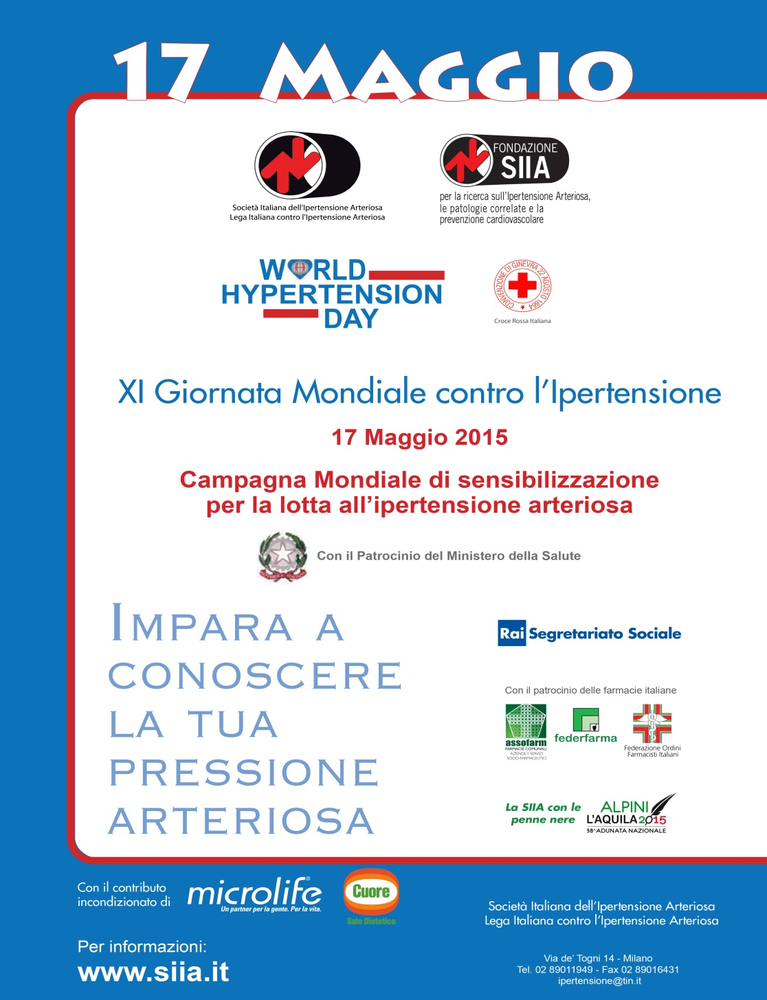 17 MAGGIO
Società Italiana dell'Ipertensione Arteriosa
Lega Italiana contro l'Ipertensione Arteriosa
FONDAZIONE
SIIA
per la ricerca sull'Ipertensione Arteriosa,
le patologie correlate e la
prevenzione cardiovascolare
WORLD
HYPERTENSION
DAY
CONVENZIONE DI GINEVRA 22 AGOSTO 1864
Croce Rossa Italiana
XI Giornata Mondiale contro l'Ipertensione
17 Maggio 2015
Campagna Mondiale di sensibilizzazione
per la lotta all'ipertensione arteriosa
Con il Patrocinio del Ministero della Salute
IMPARA A
CONOSCERE
LA TUA
PRESSIONE
ARTERIOSA
Rai Segretariato Sociale
Con il patrocinio delle farmacie italiane
assofarm
FARMACIE COMUNALI
AZIENDE E SERVIZI
SOCIO-FARMACEUTICI
federfarma
Federazione Ordini
Farmacisti Italiani
La SIIA con le
penne nere
ALPINI
L'AQUILA 2015
88ª ADUNATA NAZIONALE
Con il contributo
incondizionato di
microlife®
Un partner per la gente. Per la vita.
Cuore
Sale Dietetico
Società Italiana dell'Ipertensione Arteriosa
Lega Italiana contro l'Ipertensione Arteriosa
Per informazioni:
www.siia.it
Via de' Togni 14 - Milano
Tel. 02 89011949 - Fax 02 89016431
ipertensione@tin.it